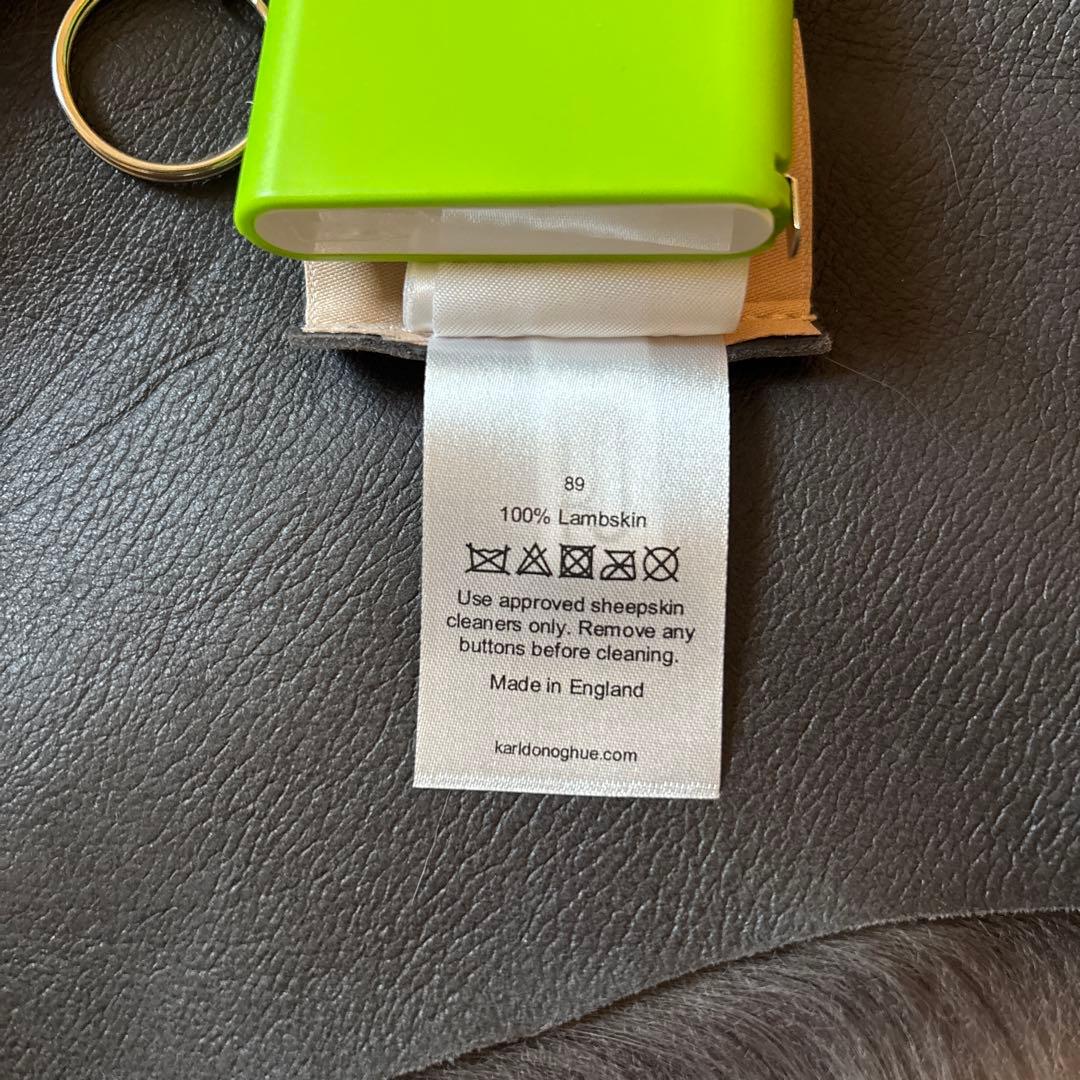 89
100% Lambskin
Use approved sheepskin
cleaners only. Remove any
buttons before cleaning.
Made in England
karldonoghue.com